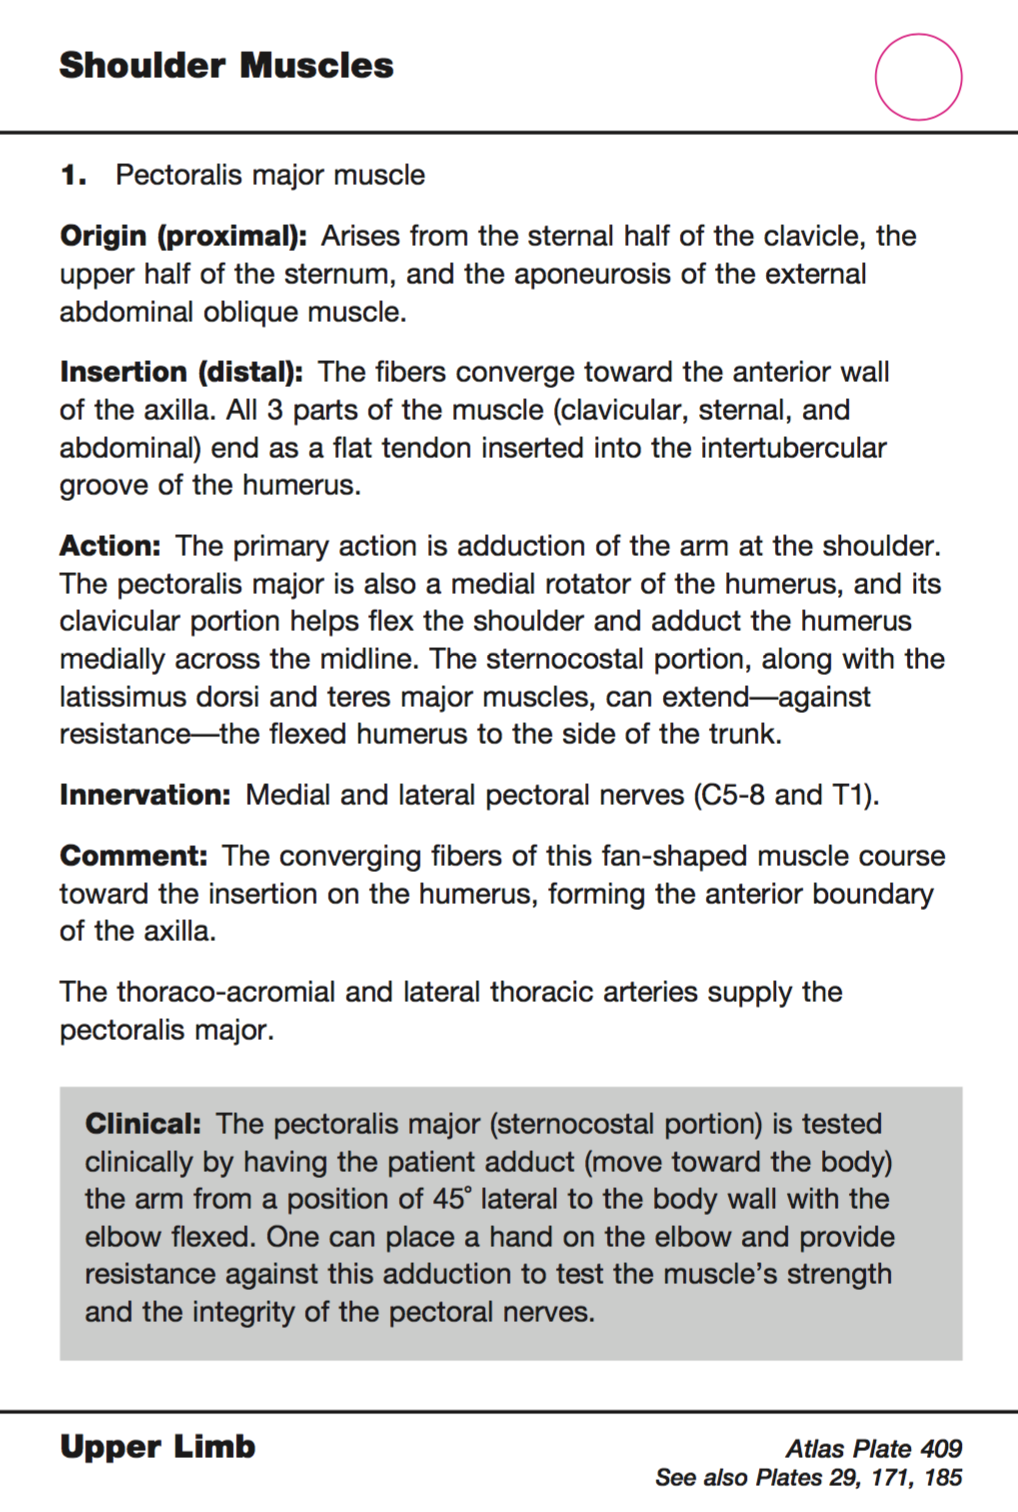 Shoulder Muscles
1. Pectoralis major muscle
Origin (proximal): Arises from the sternal half of the clavicle, the
upper half of the sternum, and the aponeurosis of the external
abdominal oblique muscle.
Insertion (distal): The fibers converge toward the anterior wall
of the axilla. All 3 parts of the muscle (clavicular, sternal, and
abdominal) end as a flat tendon inserted into the intertubercular
groove of the humerus.
Action: The primary action is adduction of the arm at the shoulder.
The pectoralis major is also a medial rotator of the humerus, and its
clavicular portion helps flex the shoulder and adduct the humerus
medially across the midline. The sternocostal portion, along with the
latissimus dorsi and teres major muscles, can extend—against
resistance—the flexed humerus to the side of the trunk.
Innervation: Medial and lateral pectoral nerves (C5-8 and T1).
Comment: The converging fibers of this fan-shaped muscle course
toward the insertion on the humerus, forming the anterior boundary
of the axilla.
The thoraco-acromial and lateral thoracic arteries supply the
pectoralis major.
Clinical: The pectoralis major (sternocostal portion) is tested
clinically by having the patient adduct (move toward the body)
the arm from a position of 45° lateral to the body wall with the
elbow flexed. One can place a hand on the elbow and provide
resistance against this adduction to test the muscle’s strength
and the integrity of the pectoral nerves.
Upper Limb
Atlas Plate 409
See also Plates 29, 171, 185